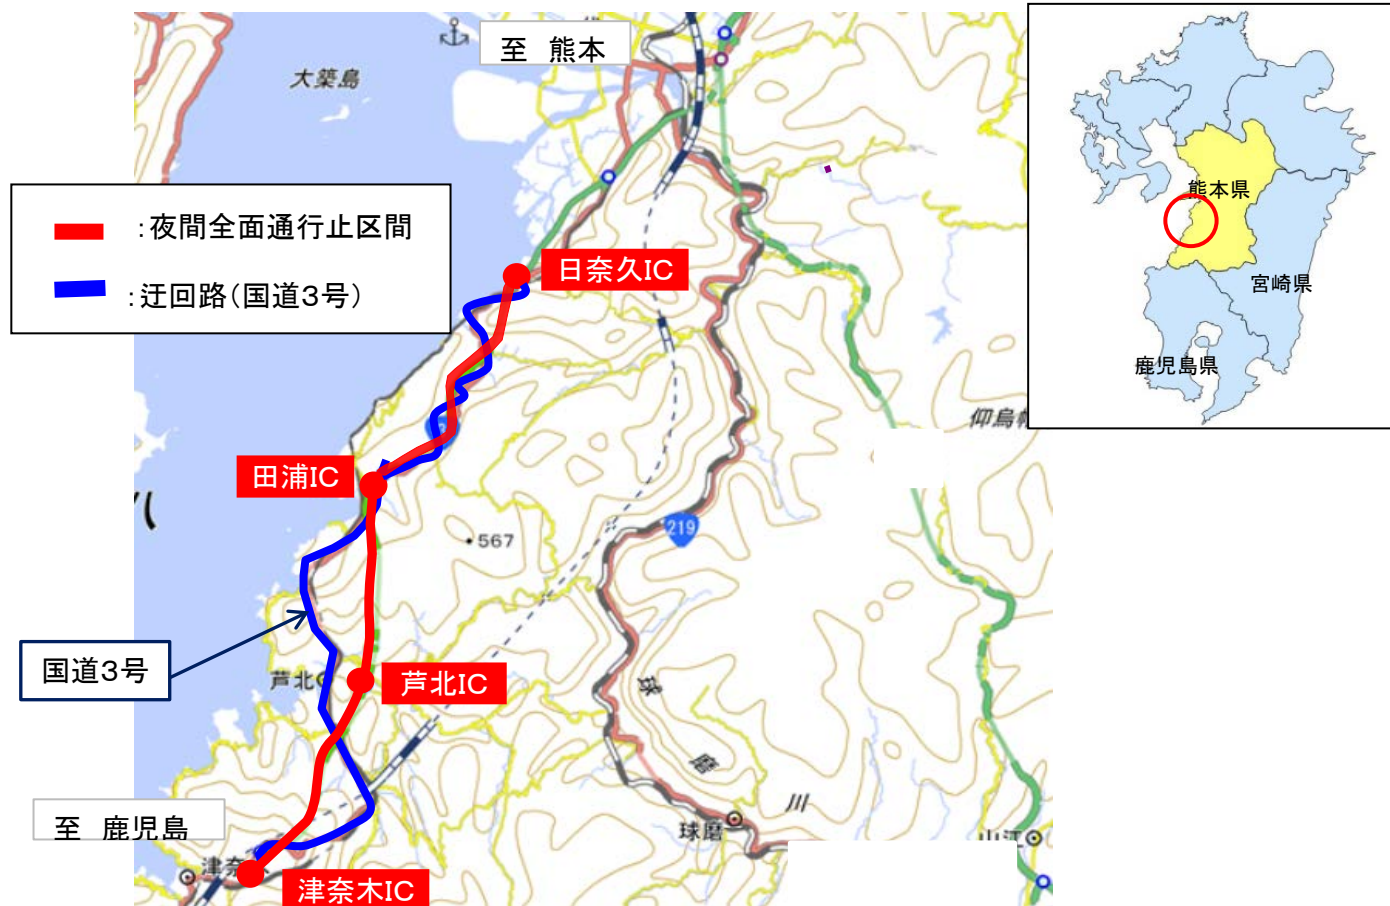 至 熊本
大築島
熊本県
宮崎県
鹿児島県
:夜間全面通行止区間
:迂回路(国道3号)
日奈久IC
田浦IC
567
219
国道3号
芦北
芦北IC
球
磨
川
球磨
至 鹿児島
津奈
津奈木IC